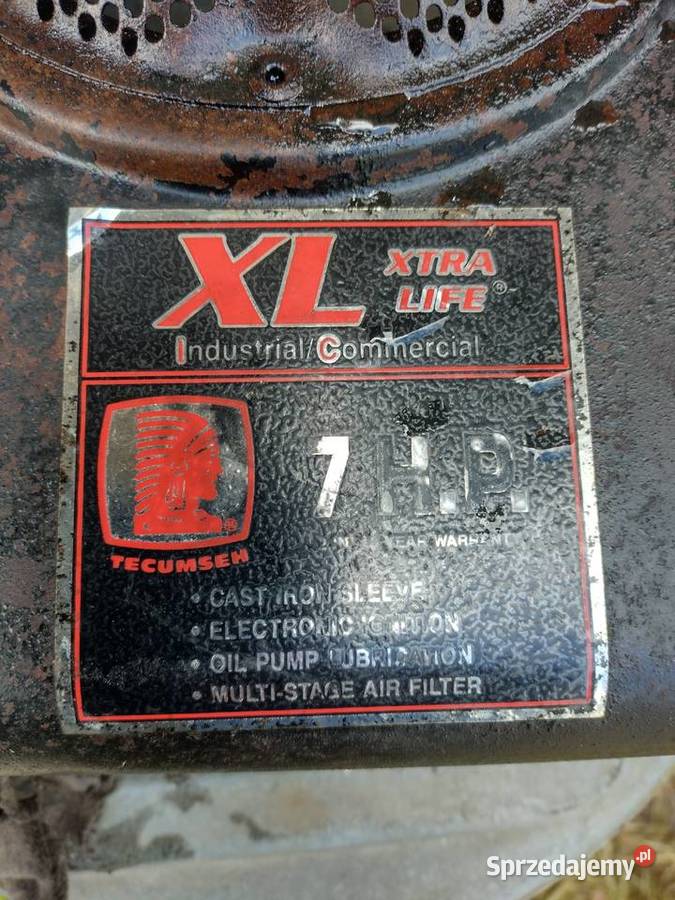 XL XTRA
LIFE®
Industrial/Commercial
7 H.P.
®
TECUMSEH
• CAST IRON SLEEVE
• ELECTRONIC IGNITION
• OIL PUMP LUBRICATION
• MULTI-STAGE AIR FILTER
Sprzedajemy.pl